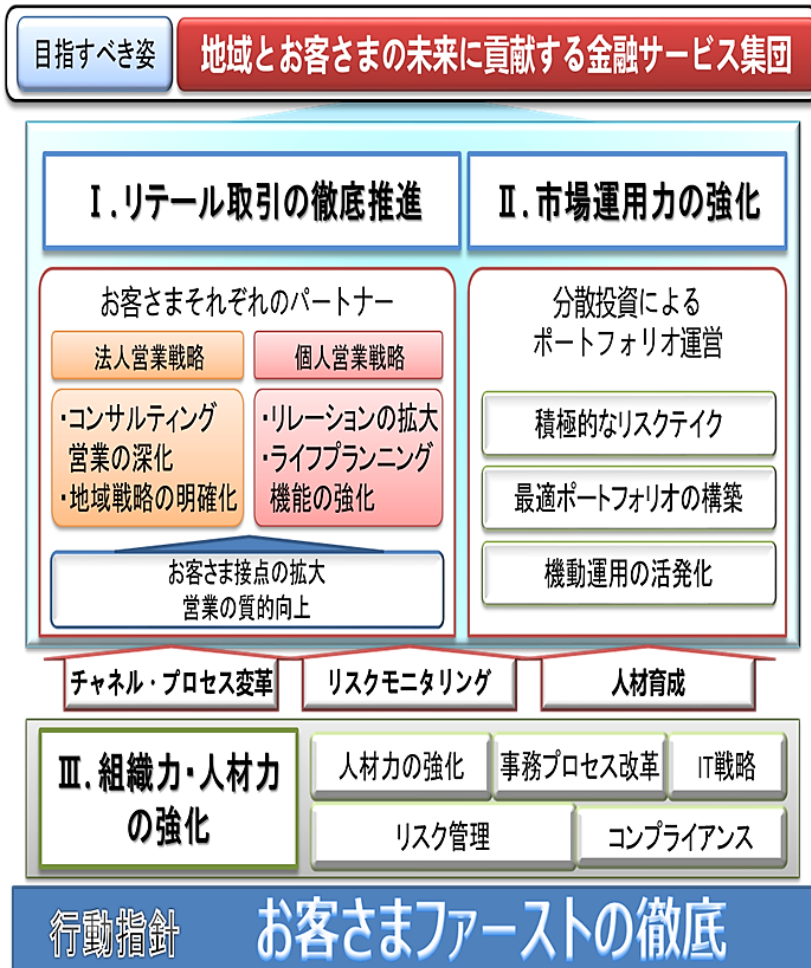 目指すべき姿
地域とお客さまの未来に貢献する金融サービス集団
Ⅰ.リテール取引の徹底推進
お客さまそれぞれのパートナー
法人営業戦略
・コンサルティング
営業の深化
・地域戦略の明確化
個人営業戦略
・リレーションの拡大
・ライフプランニング
機能の強化
お客さま接点の拡大
営業の質的向上
Ⅱ.市場運用力の強化
分散投資による
ポートフォリオ運営
積極的なリスクテイク
最適ポートフォリオの構築
機動運用の活発化
チャネル・プロセス変革
リスクモニタリング
人材育成
Ⅲ.組織力・人材力
の強化
人材力の強化
事務プロセス改革
IT戦略
リスク管理
コンプライアンス
行動指針
お客さまファーストの徹底